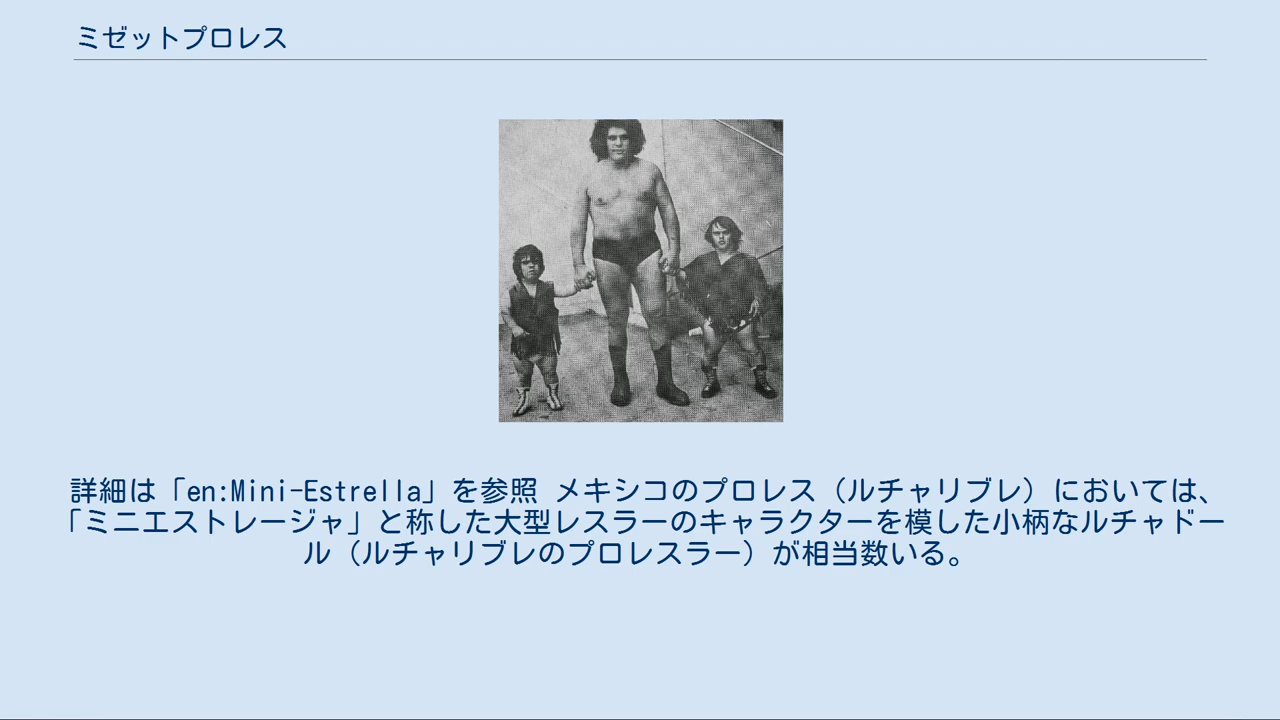 ミゼットプロレス
詳細は「en:Mini-Estrella」を参照 メキシコのプロレス（ルチャリブレ）においては、
「ミニエストレージャ」と称した大型レスラーのキャラクターを模した小柄なルチャドー
ル（ルチャリブレのプロレスラー）が相当数いる。